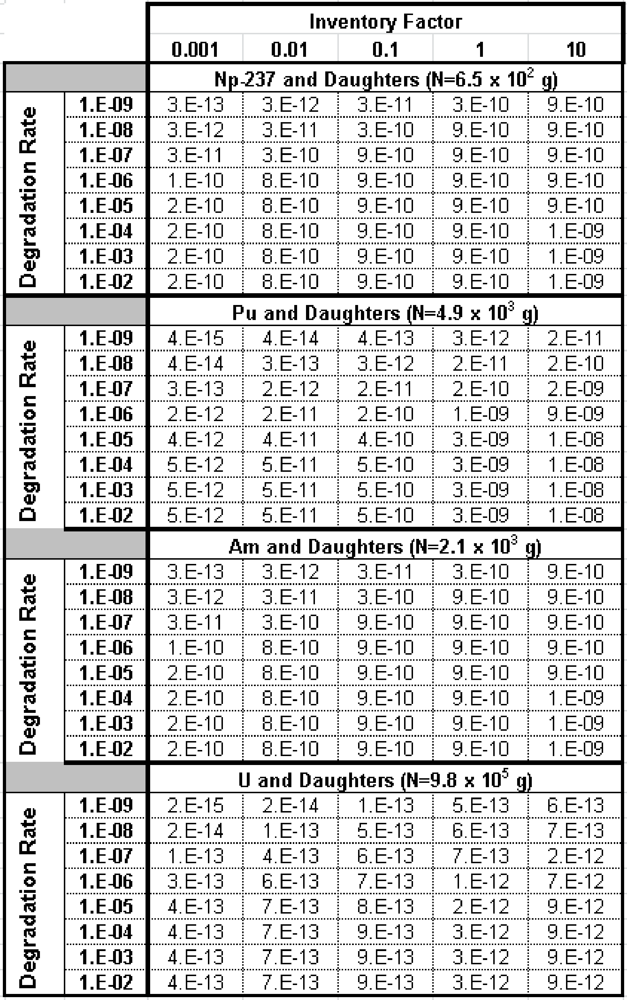 Inventory Factor
0.001 0.01 0.1 1 10
Np-237 and Daughters (N=6.5 x 10² g)
Degradation Rate
1.E-09 3.E-13 3.E-12 3.E-11 3.E-10 9.E-10
1.E-08 3.E-12 3.E-11 3.E-10 9.E-10 9.E-10
1.E-07 3.E-11 3.E-10 9.E-10 9.E-10 9.E-10
1.E-06 1.E-10 8.E-10 9.E-10 9.E-10 9.E-10
1.E-05 2.E-10 8.E-10 9.E-10 9.E-10 9.E-10
1.E-04 2.E-10 8.E-10 9.E-10 9.E-10 1.E-09
1.E-03 2.E-10 8.E-10 9.E-10 9.E-10 1.E-09
1.E-02 2.E-10 8.E-10 9.E-10 9.E-10 1.E-09
Pu and Daughters (N=4.9 x 10³ g)
Degradation Rate
1.E-09 4.E-15 4.E-14 4.E-13 3.E-12 2.E-11
1.E-08 4.E-14 3.E-13 3.E-12 2.E-11 2.E-10
1.E-07 3.E-13 2.E-12 2.E-11 2.E-10 2.E-09
1.E-06 2.E-12 2.E-11 2.E-10 1.E-09 9.E-09
1.E-05 4.E-12 4.E-11 4.E-10 3.E-09 1.E-08
1.E-04 5.E-12 5.E-11 5.E-10 3.E-09 1.E-08
1.E-03 5.E-12 5.E-11 5.E-10 3.E-09 1.E-08
1.E-02 5.E-12 5.E-11 5.E-10 3.E-09 1.E-08
Am and Daughters (N=2.1 x 10³ g)
Degradation Rate
1.E-09 3.E-13 3.E-12 3.E-11 3.E-10 9.E-10
1.E-08 3.E-12 3.E-11 3.E-10 9.E-10 9.E-10
1.E-07 3.E-11 3.E-10 9.E-10 9.E-10 9.E-10
1.E-06 1.E-10 8.E-10 9.E-10 9.E-10 9.E-10
1.E-05 2.E-10 8.E-10 9.E-10 9.E-10 9.E-10
1.E-04 2.E-10 8.E-10 9.E-10 9.E-10 1.E-09
1.E-03 2.E-10 8.E-10 9.E-10 9.E-10 1.E-09
1.E-02 2.E-10 8.E-10 9.E-10 9.E-10 1.E-09
U and Daughters (N=9.8 x 10⁵ g)
Degradation Rate
1.E-09 2.E-15 2.E-14 1.E-13 5.E-13 6.E-13
1.E-08 2.E-14 1.E-13 5.E-13 6.E-13 7.E-13
1.E-07 1.E-13 4.E-13 6.E-13 7.E-13 2.E-12
1.E-06 3.E-13 6.E-13 7.E-13 1.E-12 7.E-12
1.E-05 4.E-13 7.E-13 8.E-13 2.E-12 9.E-12
1.E-04 4.E-13 7.E-13 9.E-13 3.E-12 9.E-12
1.E-03 4.E-13 7.E-13 9.E-13 3.E-12 9.E-12
1.E-02 4.E-13 7.E-13 9.E-13 3.E-12 9.E-12